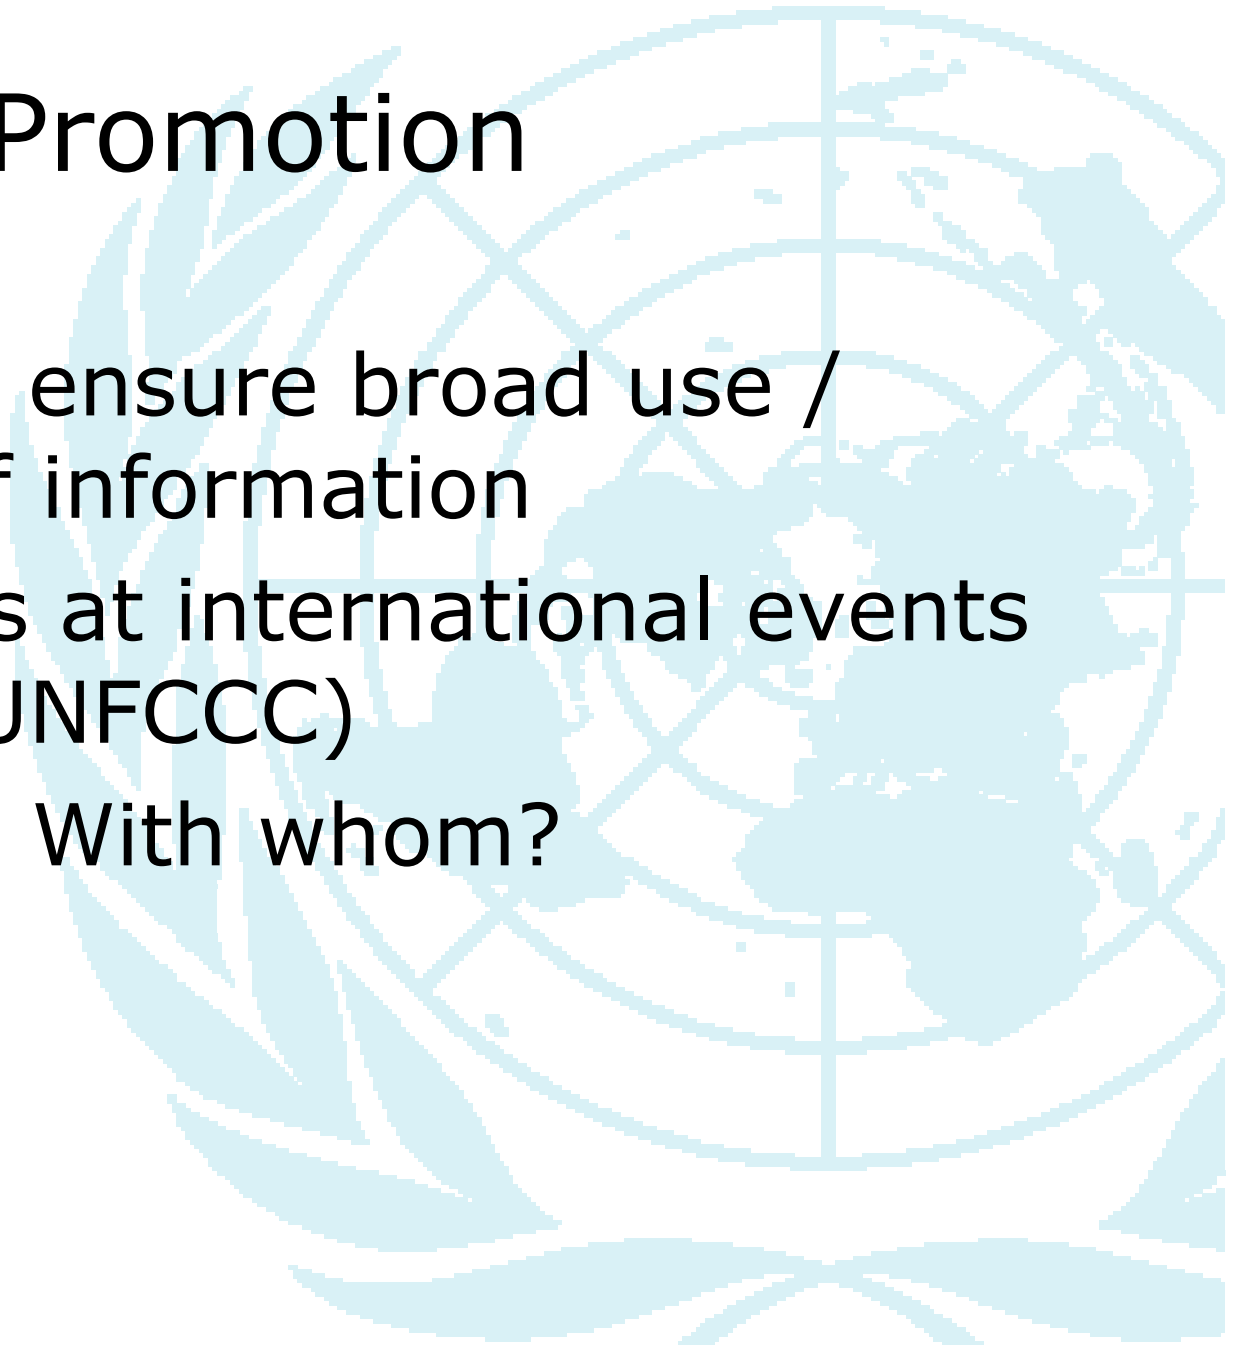 Promotion
ensure broad use /
f information
s at international events
UNFCCC)
With whom?